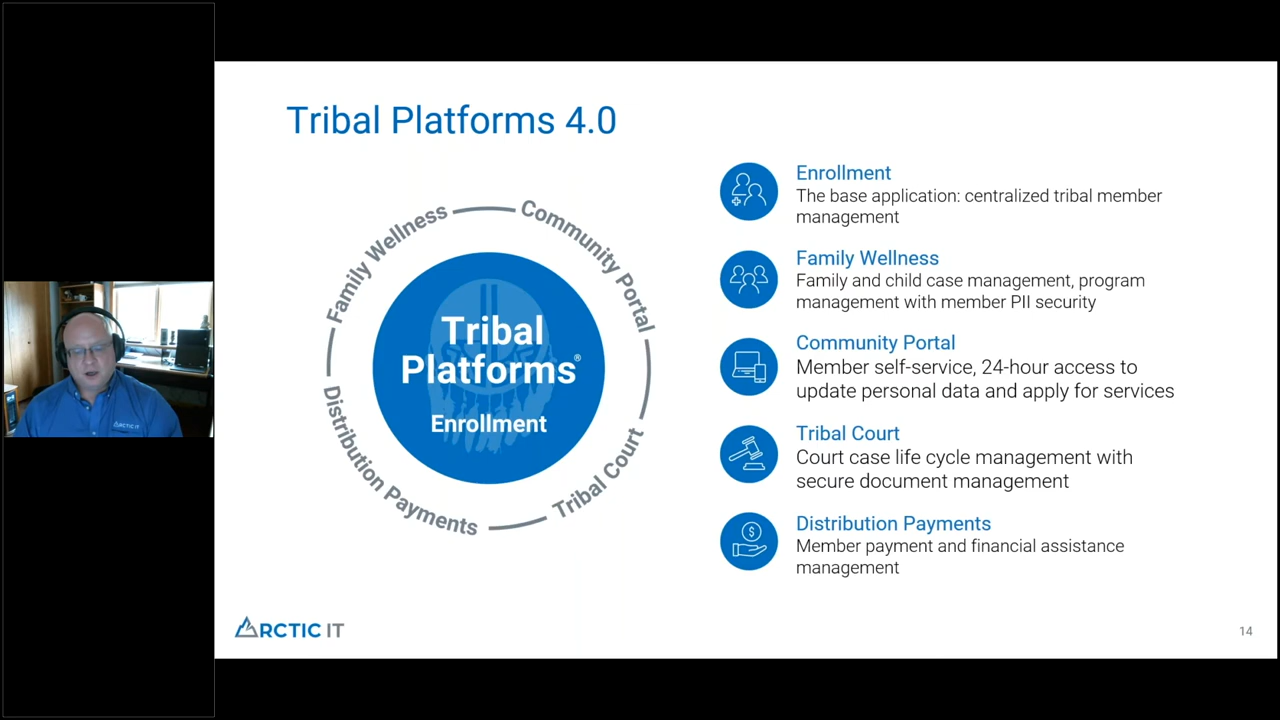 Tribal Platforms 4.0
Family Wellness
Community Portal
Distribution Payments
Tribal Court
Tribal
Platforms®
Enrollment
Enrollment
The base application: centralized tribal member
management
Family Wellness
Family and child case management, program
management with member PII security
Community Portal
Member self-service, 24-hour access to
update personal data and apply for services
Tribal Court
Court case life cycle management with
secure document management
Distribution Payments
Member payment and financial assistance
management
ARCTIC IT
ARCTIC IT
14